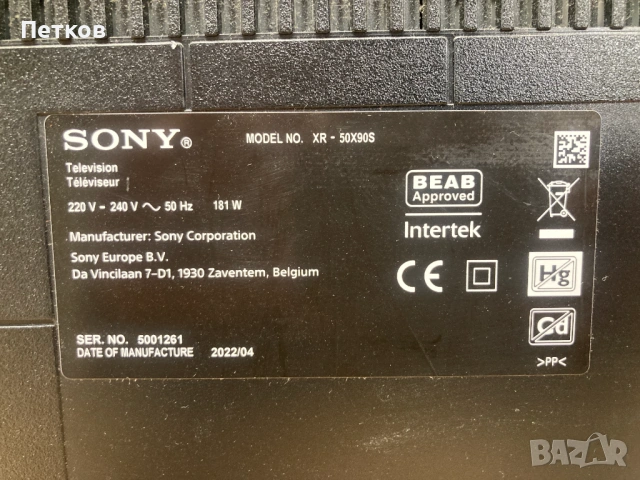 Петков
SONY®
MODEL NO. XR - 50X90S
Television
Téléviseur
220 V - 240 V ~ 50 Hz 181 W
Manufacturer: Sony Corporation
Sony Europe B.V.
Da Vincilaan 7-D1, 1930 Zaventem, Belgium
SER. NO. 5001261
DATE OF MANUFACTURE 2022/04
BEAB
Approved
Intertek
CE
Hg
Cd
>PP<
BAZAR